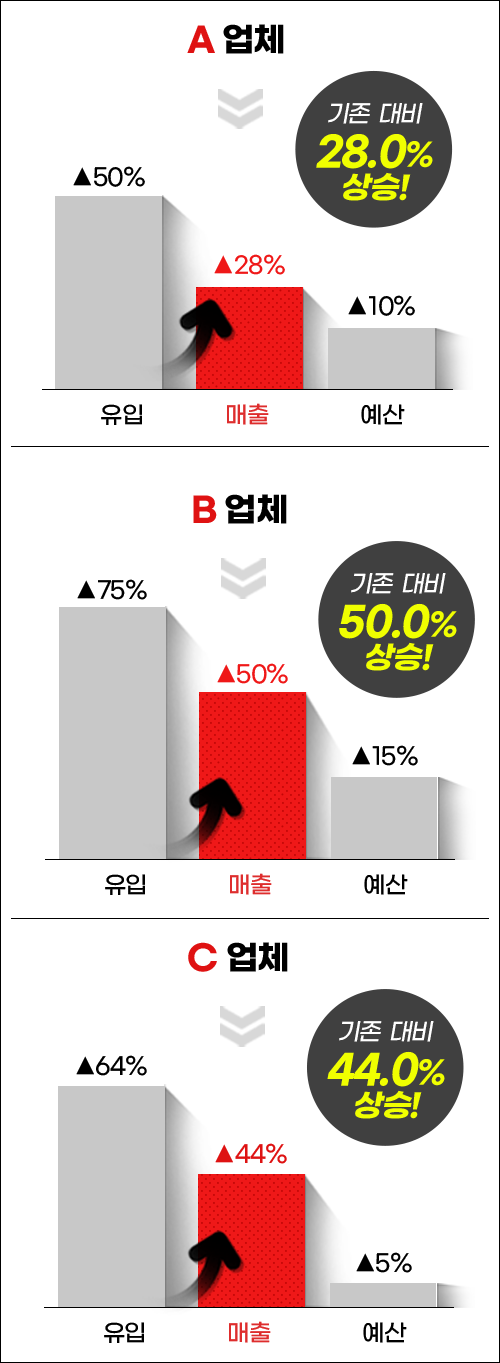 A 업체
기존 대비
28.0%
상승!
▲50%
▲28%
▲10%
유입 매출 예산
B 업체
기존 대비
50.0%
상승!
▲75%
▲50%
▲15%
유입 매출 예산
C 업체
기존 대비
44.0%
상승!
▲64%
▲44%
▲5%
유입 매출 예산